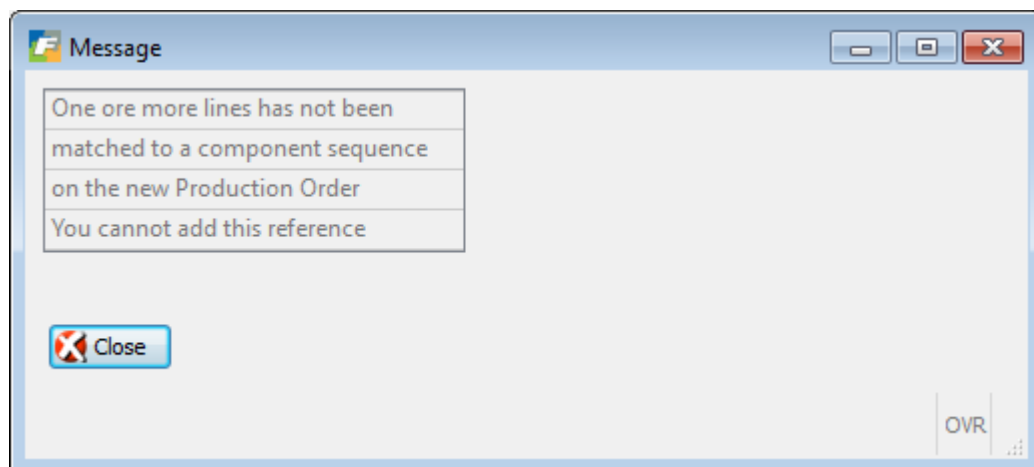 Message
One ore more lines has not been
matched to a component sequence
on the new Production Order
You cannot add this reference
Close
OVR